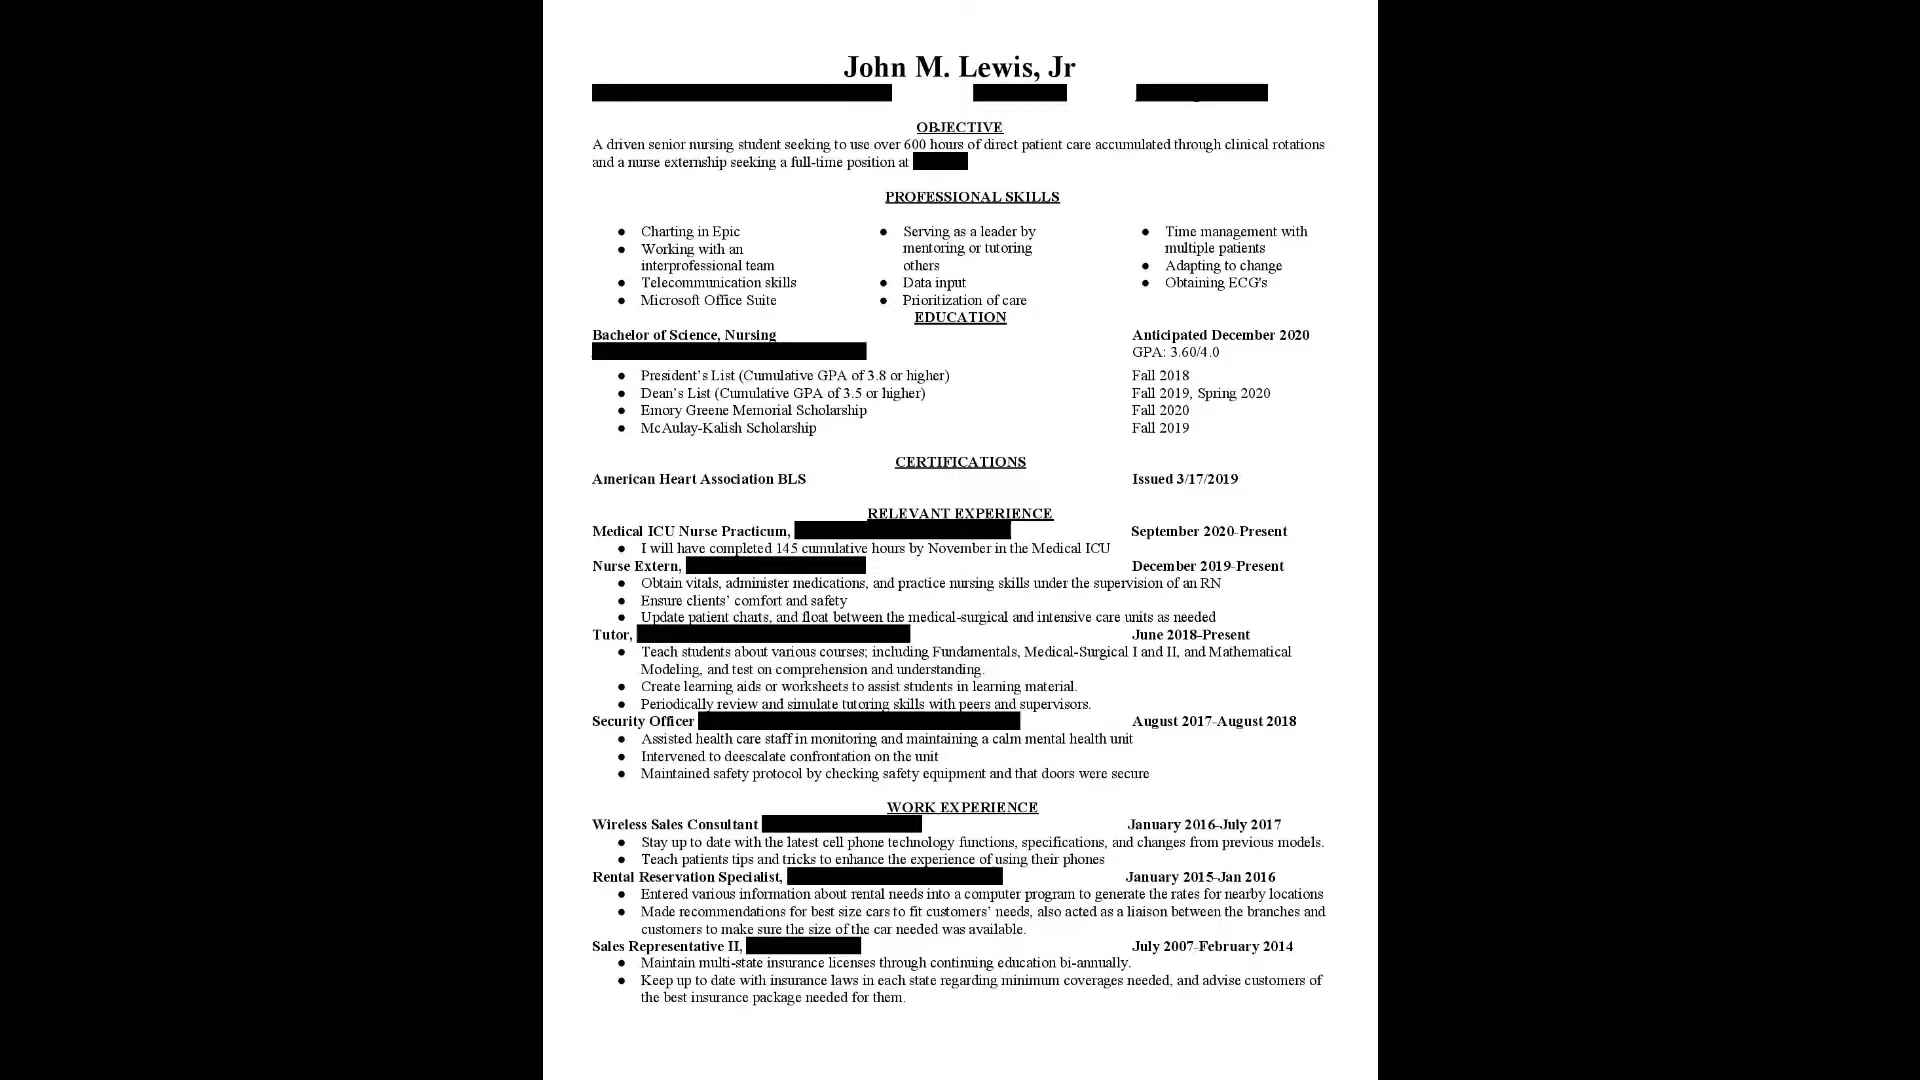 John M. Lewis, Jr
OBJECTIVE
A driven senior nursing student seeking to use over 600 hours of direct patient care accumulated through clinical rotations
and a nurse externship seeking a full-time position at
PROFESSIONAL SKILLS
● Charting in Epic
● Working with an
interprofessional team
● Telecommunication skills
● Microsoft Office Suite
● Serving as a leader by
mentoring or tutoring
others
● Data input
● Prioritization of care
● Time management with
multiple patients
● Adapting to change
● Obtaining ECG's
EDUCATION
Bachelor of Science, Nursing Anticipated December 2020
GPA: 3.60/4.0
● President’s List (Cumulative GPA of 3.8 or higher) Fall 2018
● Dean’s List (Cumulative GPA of 3.5 or higher) Fall 2019, Spring 2020
● Emory Greene Memorial Scholarship Fall 2020
● McAulay-Kalish Scholarship Fall 2019
CERTIFICATIONS
American Heart Association BLS Issued 3/17/2019
RELEVANT EXPERIENCE
Medical ICU Nurse Practicum, September 2020-Present
● I will have completed 145 cumulative hours by November in the Medical ICU
Nurse Extern, December 2019-Present
● Obtain vitals, administer medications, and practice nursing skills under the supervision of an RN
● Ensure clients’ comfort and safety
● Update patient charts, and float between the medical-surgical and intensive care units as needed
Tutor, June 2018-Present
● Teach students about various courses; including Fundamentals, Medical-Surgical I and II, and Mathematical
Modeling, and test on comprehension and understanding.
● Create learning aids or worksheets to assist students in learning material.
● Periodically review and simulate tutoring skills with peers and supervisors.
Security Officer August 2017-August 2018
● Assisted health care staff in monitoring and maintaining a calm mental health unit
● Intervened to deescalate confrontation on the unit
● Maintained safety protocol by checking safety equipment and that doors were secure
WORK EXPERIENCE
Wireless Sales Consultant January 2016-July 2017
● Stay up to date with the latest cell phone technology functions, specifications, and changes from previous models.
● Teach patients tips and tricks to enhance the experience of using their phones
Rental Reservation Specialist, January 2015-Jan 2016
● Entered various information about rental needs into a computer program to generate the rates for nearby locations
● Made recommendations for best size cars to fit customers’ needs, also acted as a liaison between the branches and
customers to make sure the size of the car needed was available.
Sales Representative II, July 2007-February 2014
● Maintain multi-state insurance licenses through continuing education bi-annually.
● Keep up to date with insurance laws in each state regarding minimum coverages needed, and advise customers of
the best insurance package needed for them.